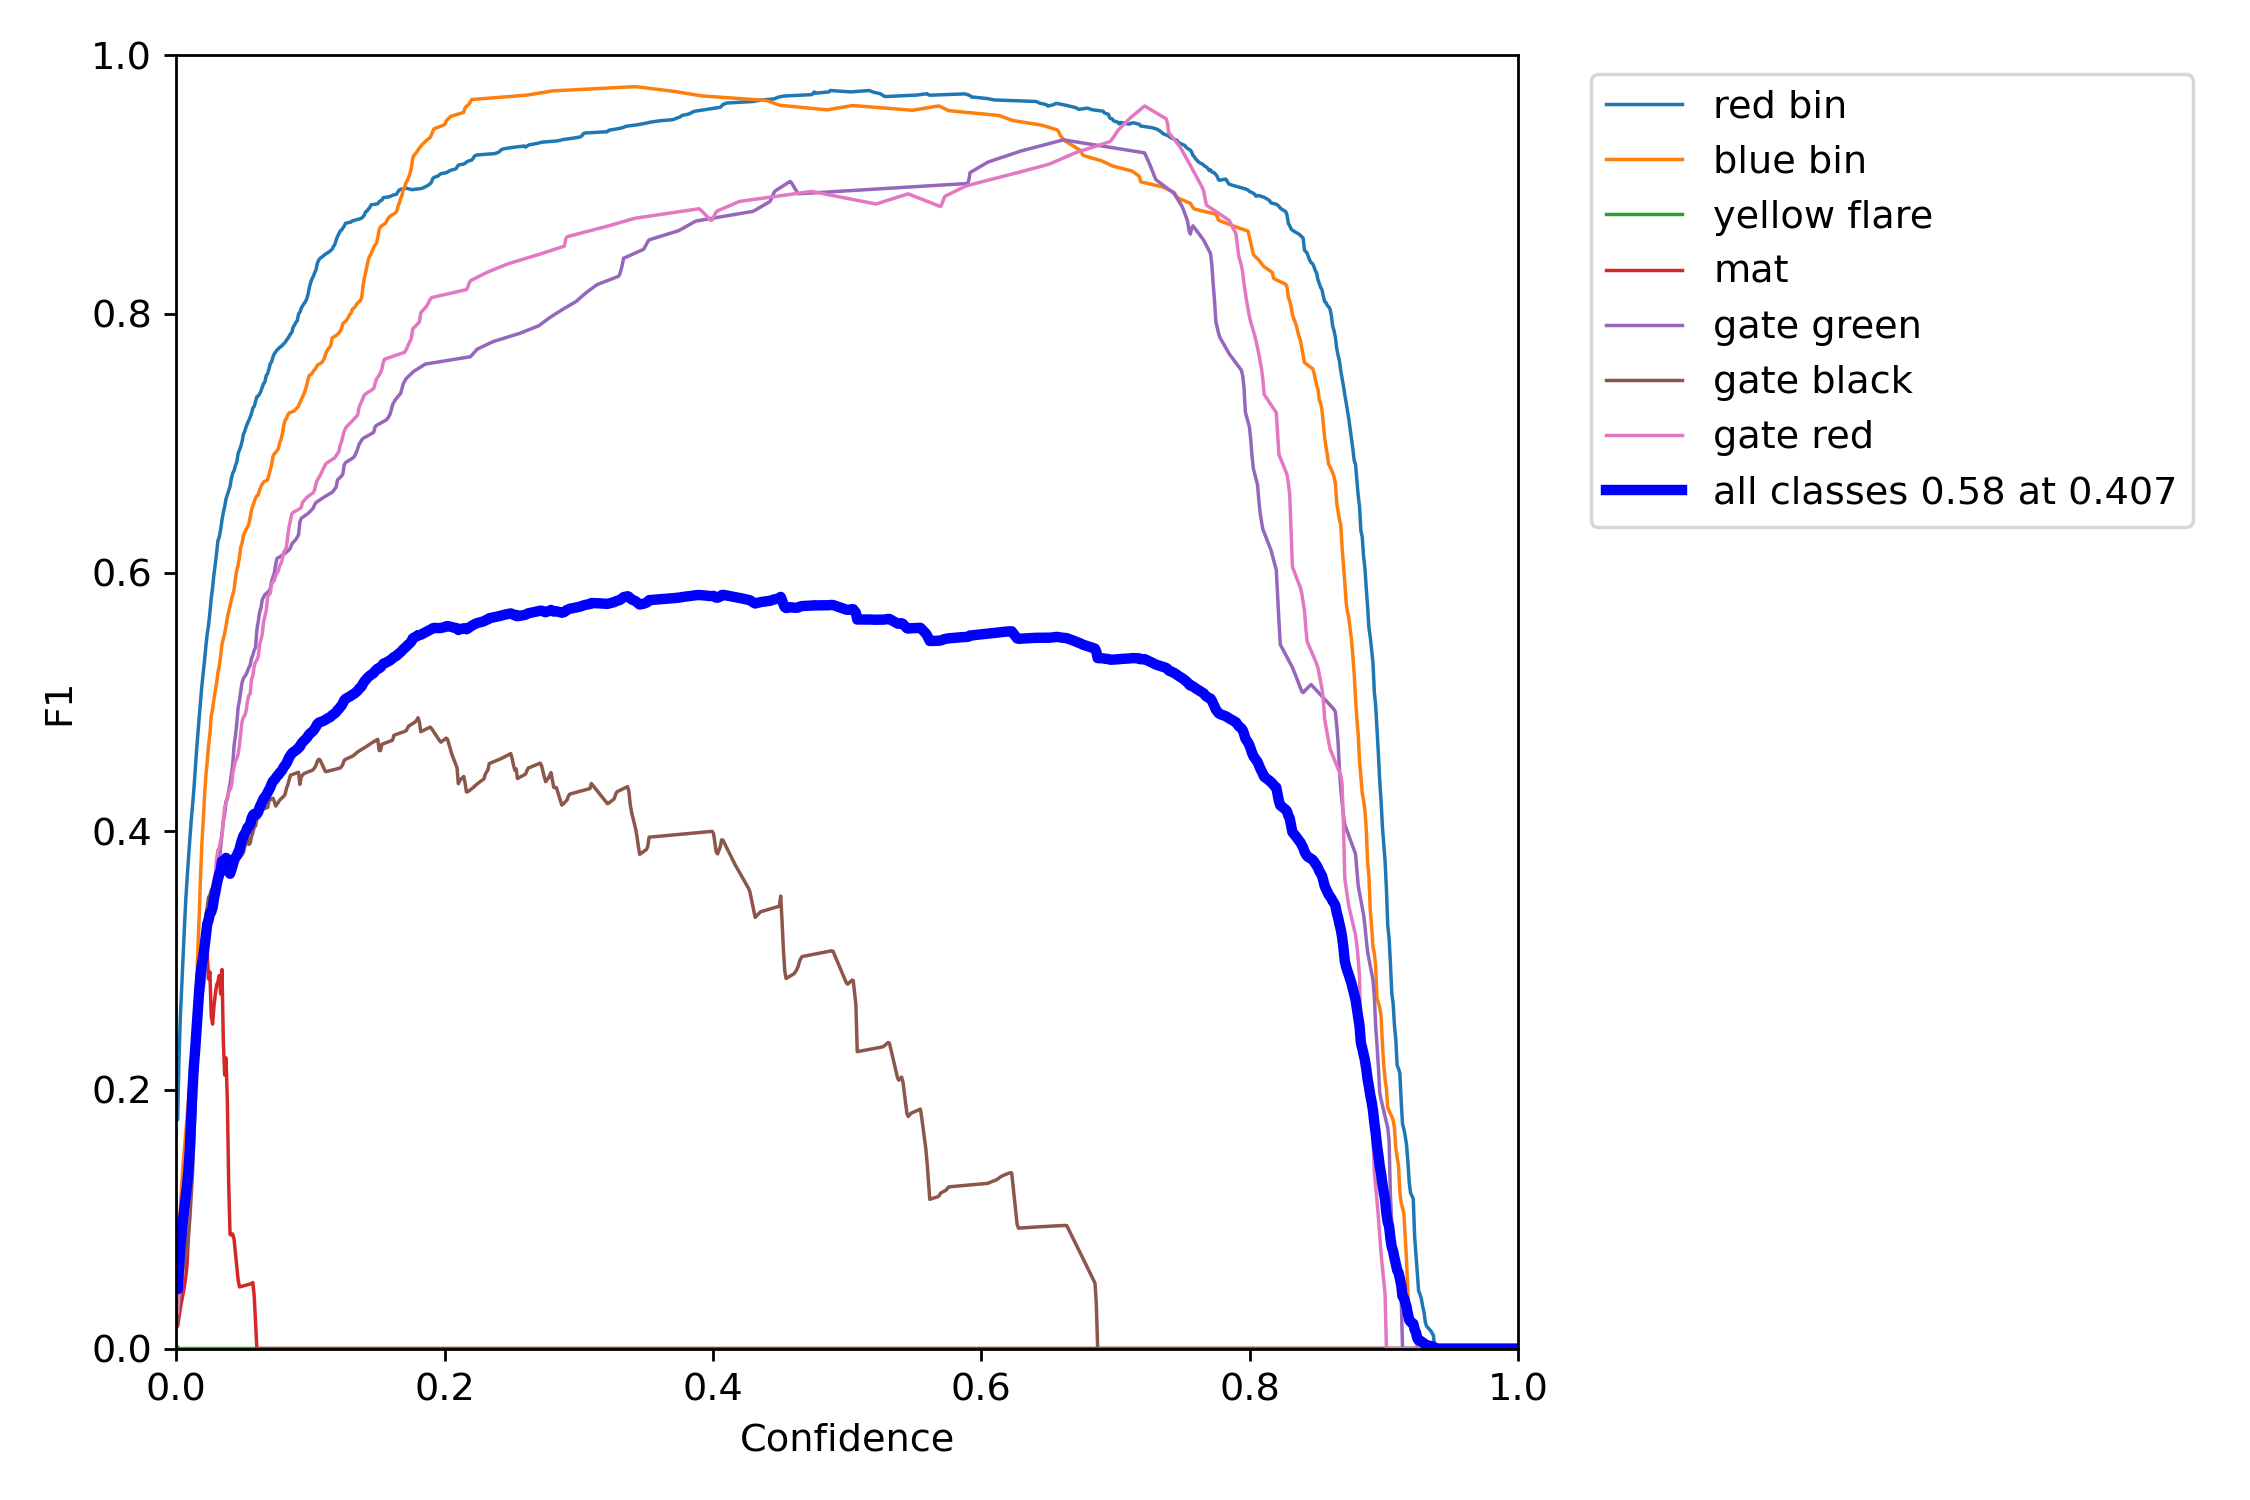 1.0
0.8
0.6
0.4
0.2
0.0
F1
0.0 0.2 0.4 0.6 0.8 1.0
Confidence
red bin
blue bin
yellow flare
mat
gate green
gate black
gate red
all classes 0.58 at 0.407